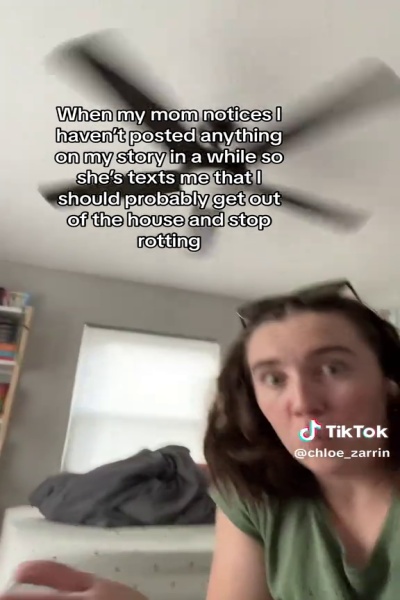 When my mom notices I
haven't posted anything
on my story in a while so
she's texts me that I
should probably get out
of the house and stop
rotting
TikTok
@chloe_zarrin